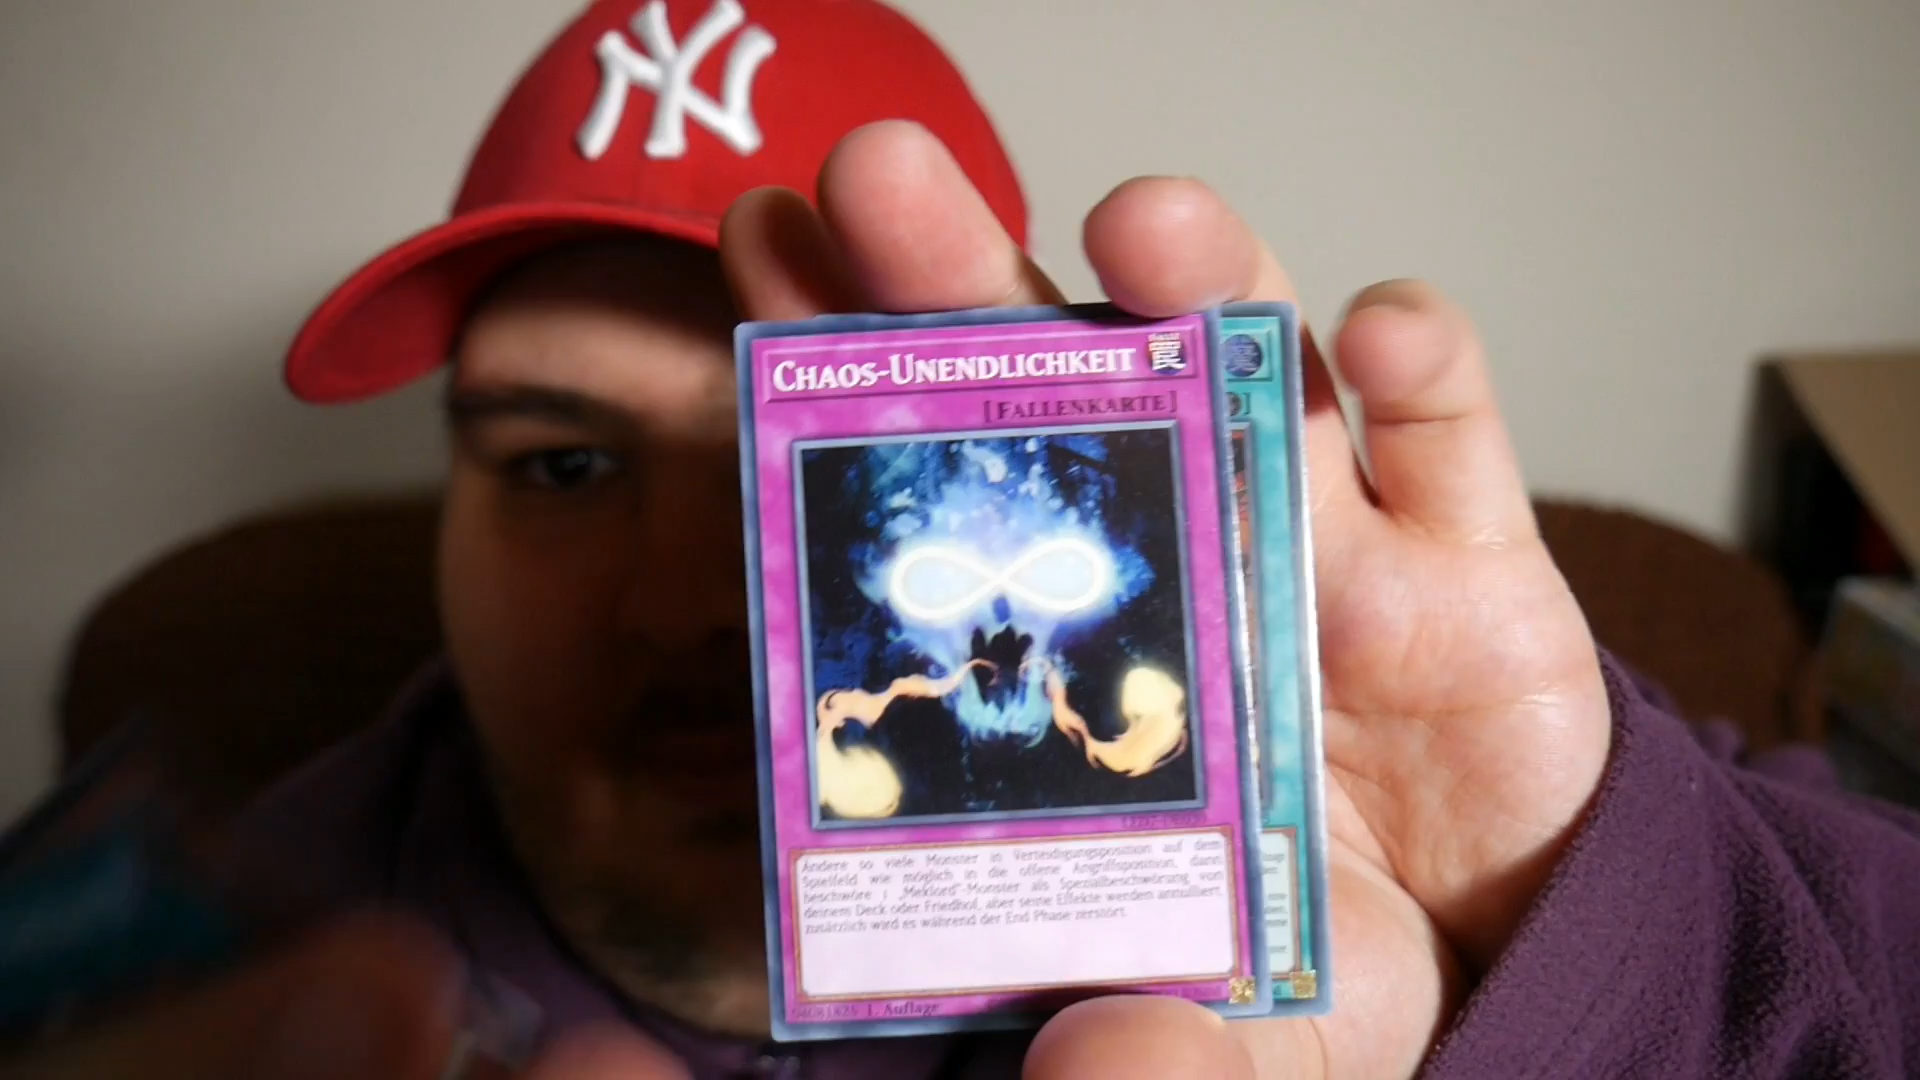 NY
CHAOS-UNENDLICHKEIT
[FALLENKARTE]
Ändere so viele Monster in Verteidigungsposition auf dem
Spielfeld wie möglich in die offene Angriffsposition, dann
beschwöre 1 „Meklord"-Monster als Spezialbeschwörung von
deinem Deck oder Friedhof, aber seine Effekte werden annulliert,
zusätzlich wird es während der End Phase zerstört.
1. Auflage